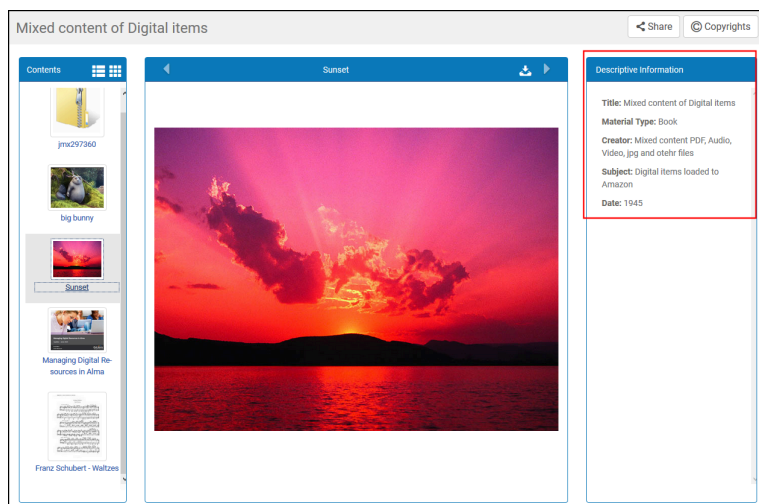 Mixed content of Digital items
Share
Copyrights
Contents
jmx297360
big bunny
Sunset
Managing Digital Re-
sources in Alma
Franz Schubert - Waltzes
Sunset
Descriptive Information
Title: Mixed content of Digital items
Material Type: Book
Creator: Mixed content PDF, Audio,
Video, jpg and otehr files
Subject: Digital items loaded to
Amazon
Date: 1945